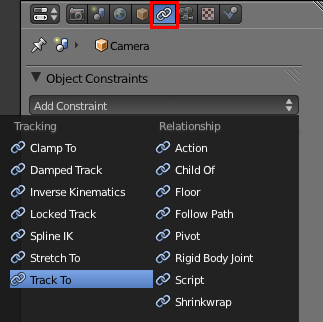 Camera
Object Constraints
Add Constraint
Tracking
Clamp To
Damped Track
Inverse Kinematics
Locked Track
Spline IK
Stretch To
Track To
Relationship
Action
Child Of
Floor
Follow Path
Pivot
Rigid Body Joint
Script
Shrinkwrap